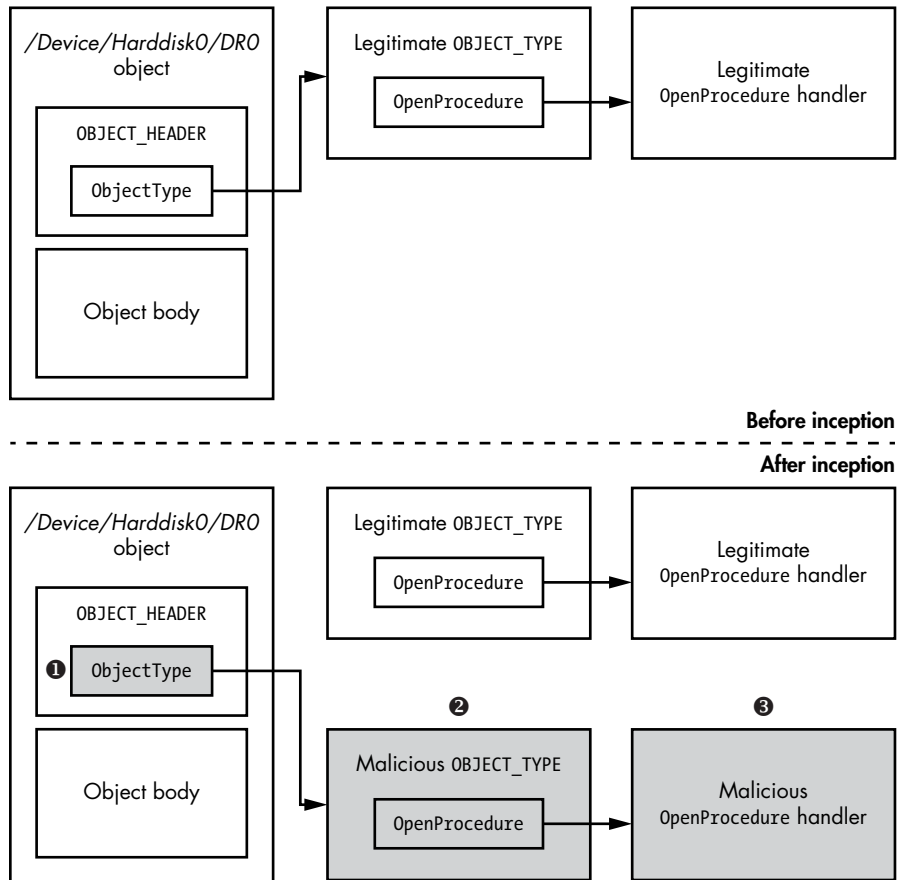 /Device/Harddisk0/DR0
object
OBJECT_HEADER
ObjectType
Object body
Legitimate OBJECT_TYPE
OpenProcedure
Legitimate
OpenProcedure handler
Before inception
After inception
/Device/Harddisk0/DR0
object
OBJECT_HEADER
❶ ObjectType
Object body
Legitimate OBJECT_TYPE
OpenProcedure
Legitimate
OpenProcedure handler
❷
Malicious OBJECT_TYPE
OpenProcedure
❸
Malicious
OpenProcedure handler